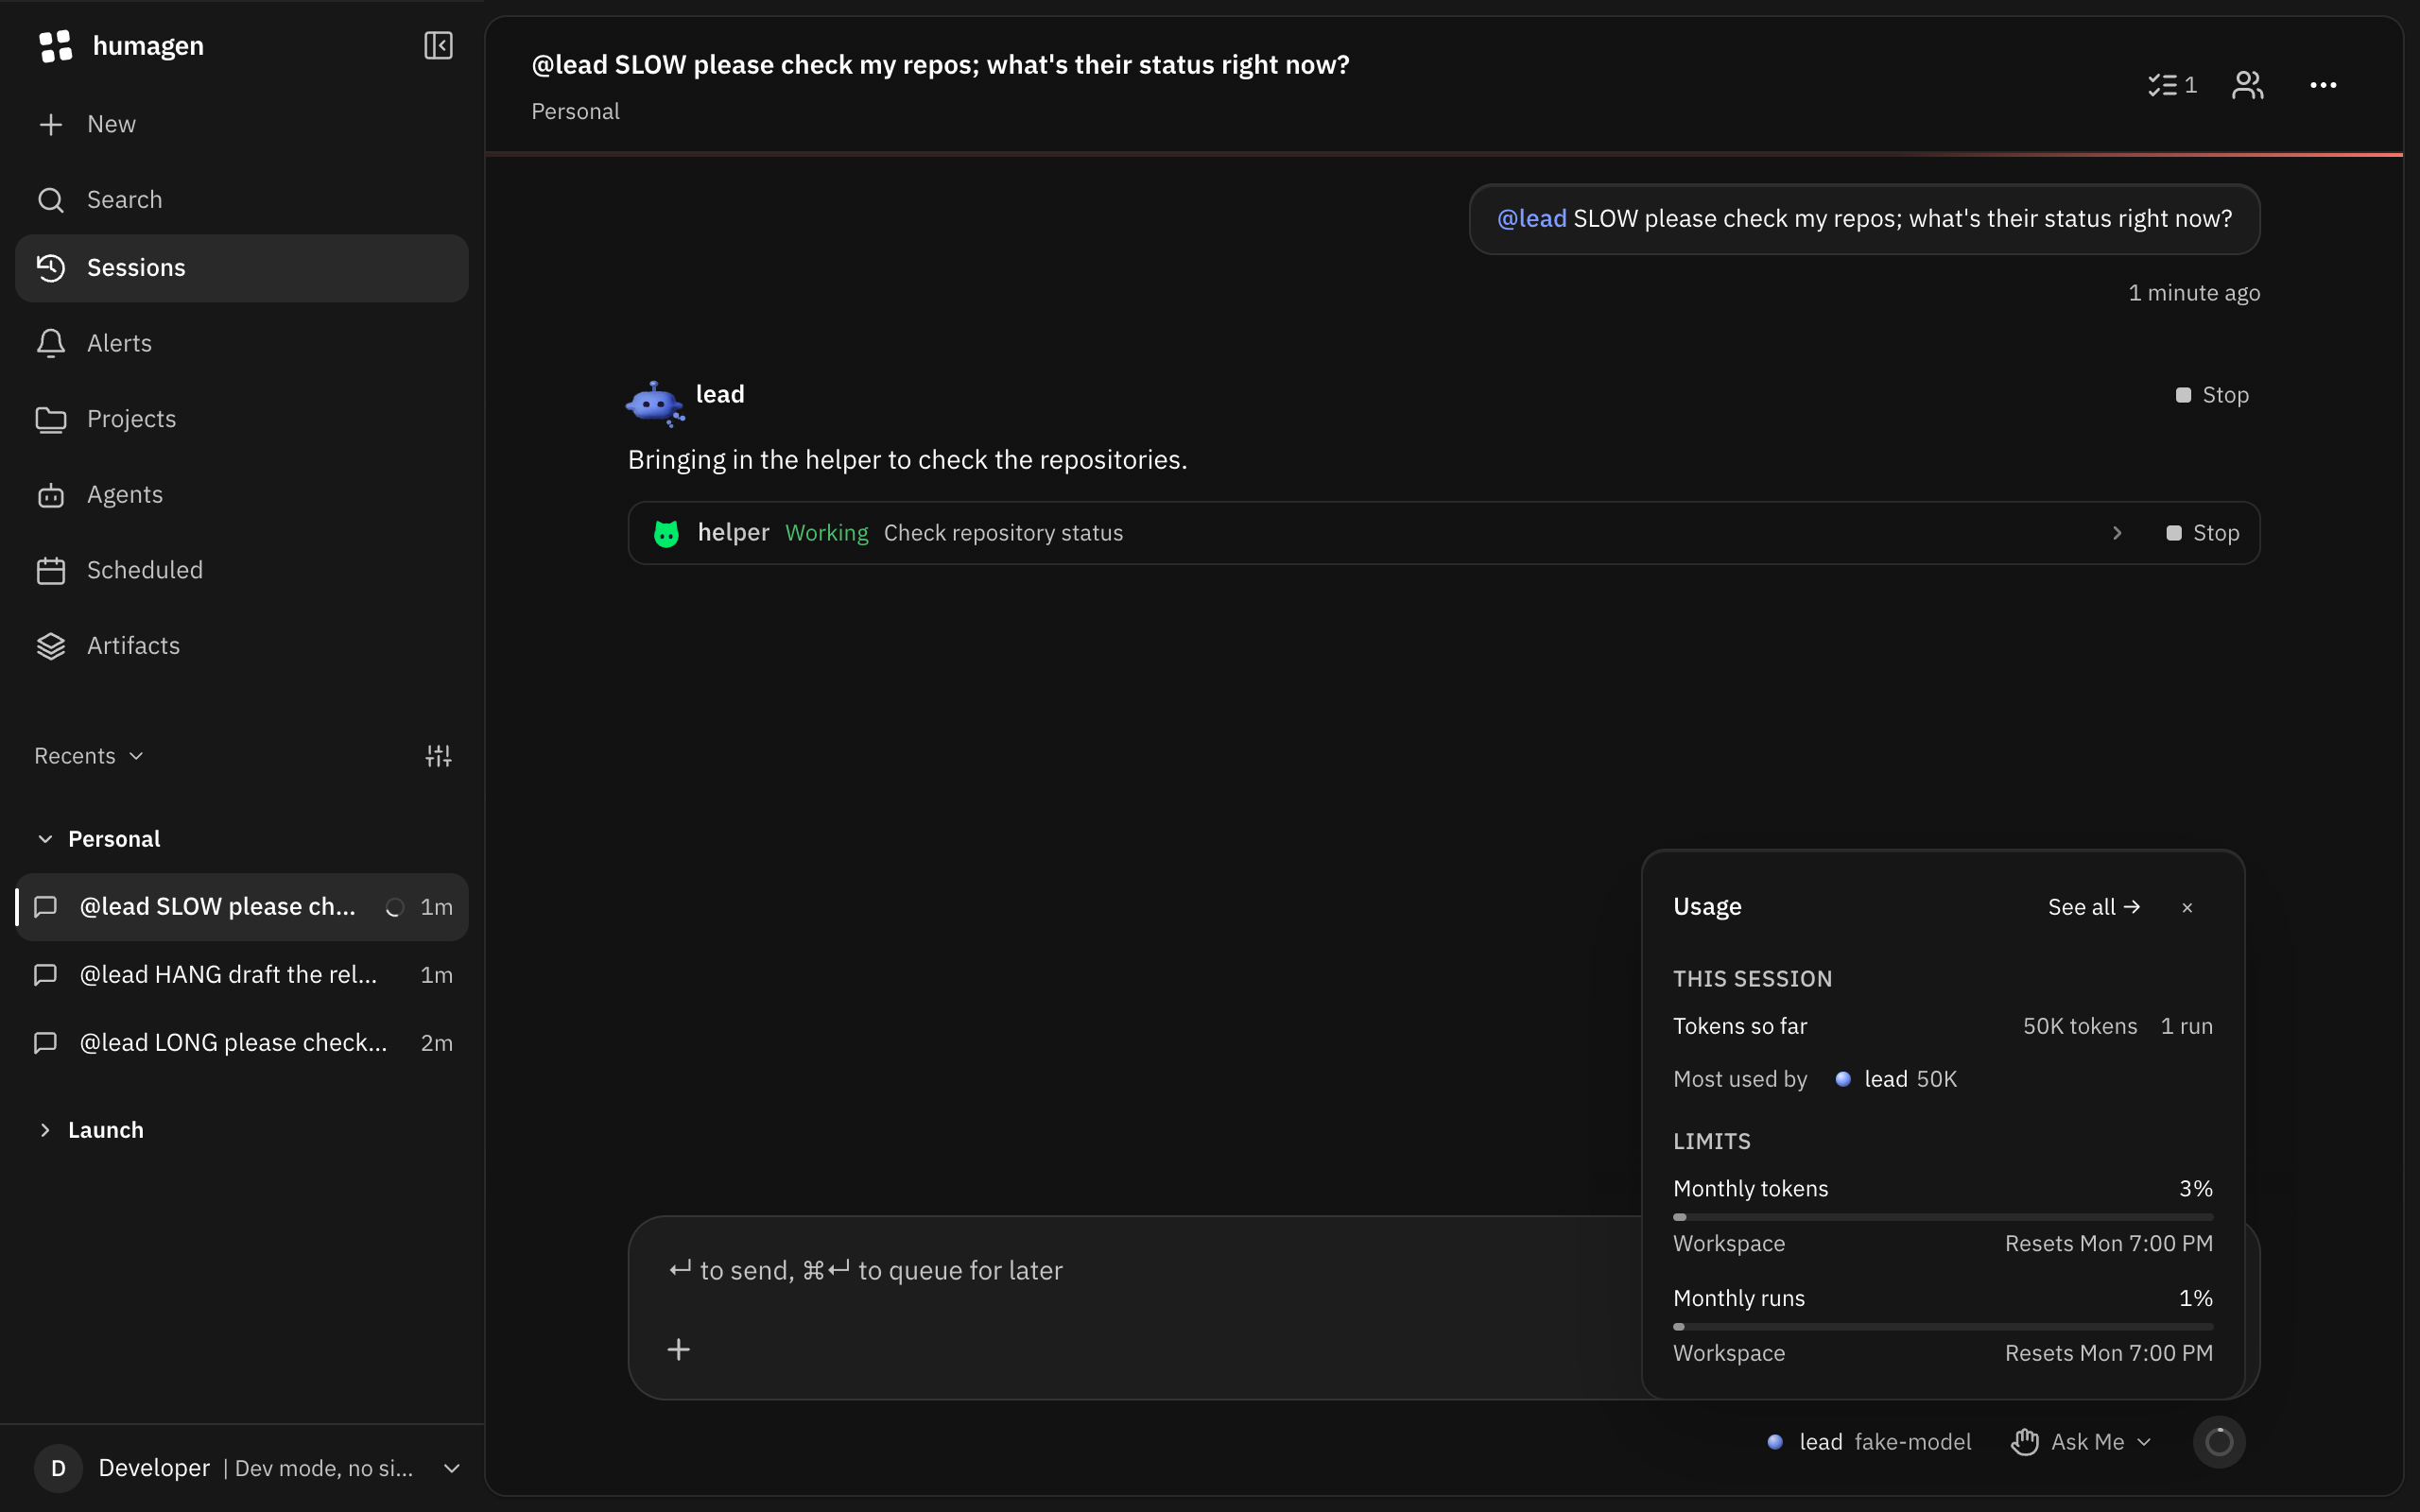 humagen
New
Search
Sessions
Alerts
Projects
Agents
Scheduled
Artifacts
Recents
Personal
@lead SLOW please ch... 1m
@lead HANG draft the rel... 1m
@lead LONG please check... 2m
Launch
D Developer | Dev mode, no si...
@lead SLOW please check my repos; what's their status right now?
Personal
1
@lead SLOW please check my repos; what's their status right now?
1 minute ago
lead
Stop
Bringing in the helper to check the repositories.
helper Working Check repository status
Stop
Usage
See all →
×
THIS SESSION
Tokens so far 50K tokens 1 run
Most used by lead 50K
LIMITS
Monthly tokens 3%
Workspace Resets Mon 7:00 PM
Monthly runs 1%
Workspace Resets Mon 7:00 PM
↵ to send, ⌘↵ to queue for later
lead fake-model
Ask Me